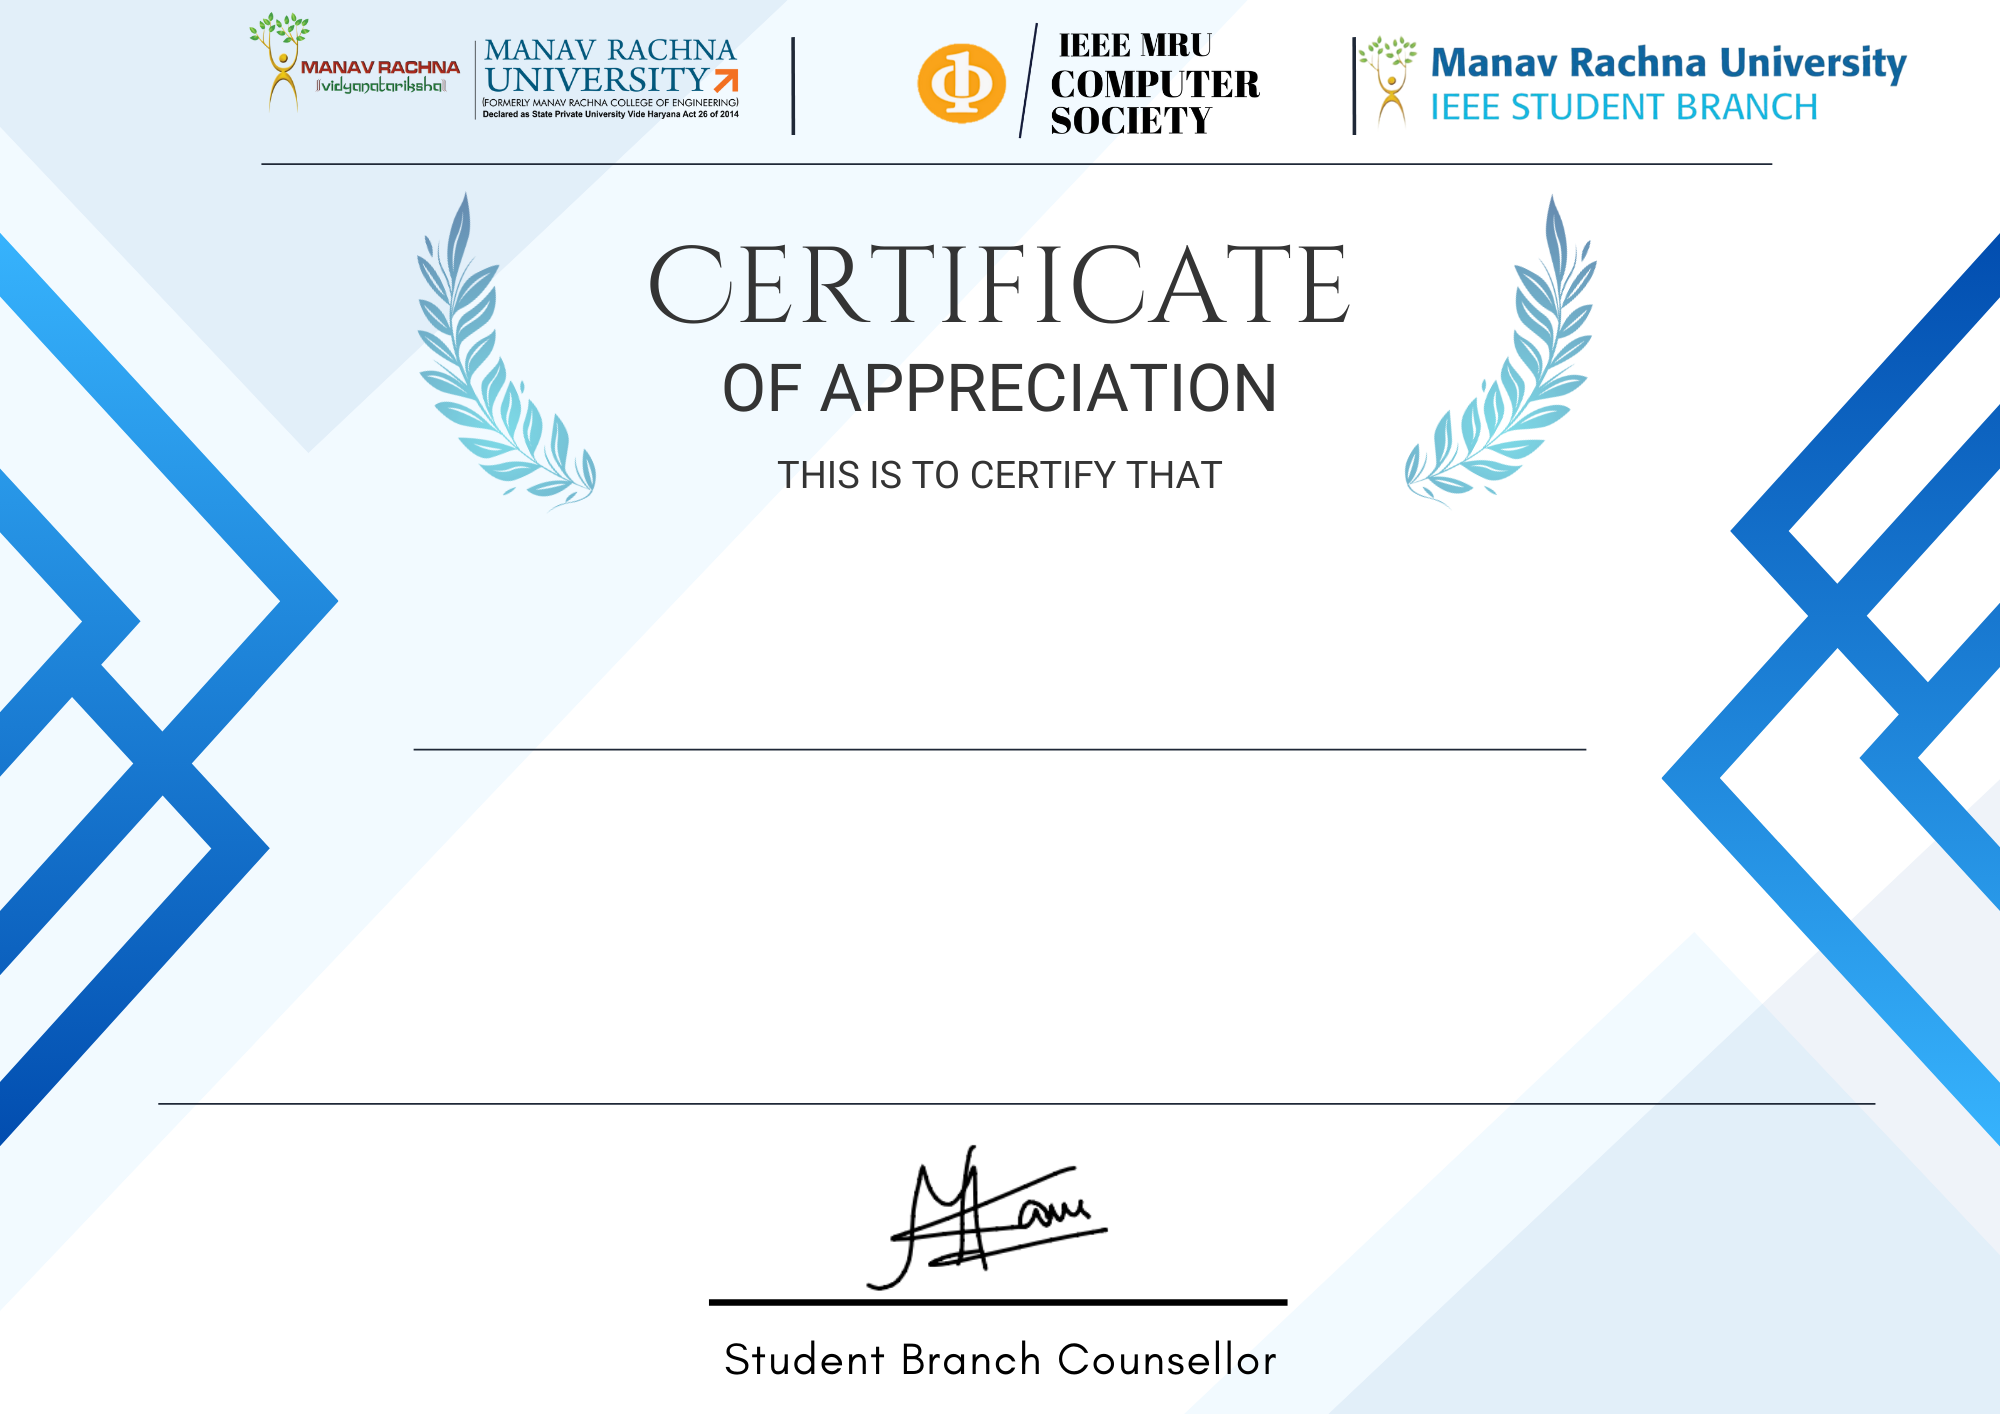 MANAV RACHNA
||vidyanatariksha||
MANAV RACHNA
UNIVERSITY
(FORMERLY MANAV RACHNA COLLEGE OF ENGINEERING)
Declared as State Private University Vide Haryana Act 26 of 2014
IEEE MRU
COMPUTER
SOCIETY
Manav Rachna University
IEEE STUDENT BRANCH
CERTIFICATE
OF APPRECIATION
THIS IS TO CERTIFY THAT
Student Branch Counsellor